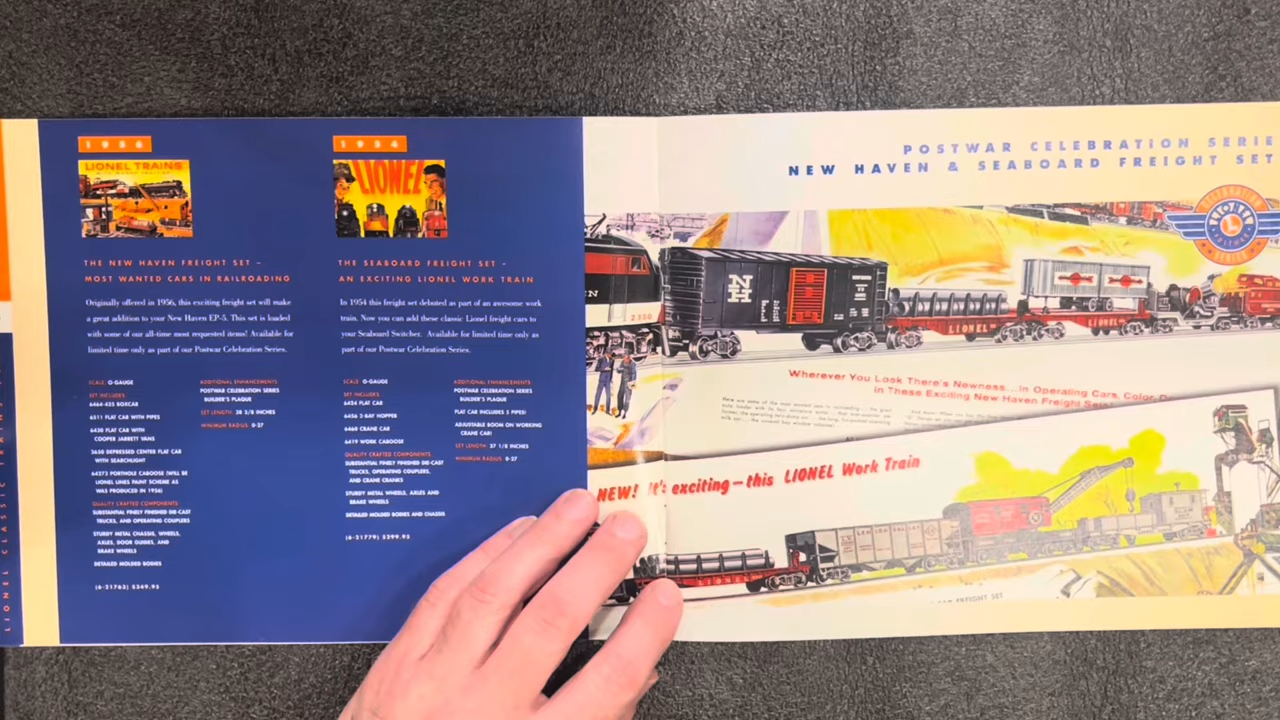 1956
LIONEL TRAINS
THE NEW HAVEN FREIGHT SET –
MOST WANTED CARS IN RAILROADING
Originally offered in 1956, this exciting freight set will make
a great addition to your New Haven EP-5. This set is loaded
with some of our all-time most requested items! Available for
limited time only as part of our Postwar Celebration Series.
SCALE: O-GAUGE
SET INCLUDES
6464-425 BOXCAR
6511 FLAT CAR WITH PIPES
6430 FLAT CAR WITH
COOPER JARRETT VANS
3650 DEPRESSED CENTER FLAT CAR
WITH SEARCHLIGHT
64273 PORTHOLE CABOOSE (WILL BE
LIONEL LINES PAINT SCHEME AS
WAS PRODUCED IN 1956)
QUALITY CRAFTED COMPONENTS
SUBSTANTIAL FINELY FINISHED DIE-CAST
TRUCKS, AND OPERATING COUPLERS
STURDY METAL CHASSIS, WHEELS,
AXLES, DOOR GUIDES, AND
BRAKE WHEELS
DETAILED MOLDED BODIES
(6-21763) $349.95
ADDITIONAL ENHANCEMENTS
POSTWAR CELEBRATION SERIES
BUILDER'S PLAQUE
SET LENGTH: 58 3/8 INCHES
MINIMUM RADIUS: 0-27
1954
LIONEL
THE SEABOARD FREIGHT SET –
AN EXCITING LIONEL WORK TRAIN
In 1954 this freight set debuted as part of an awesome work
train. Now you can add these classic Lionel freight cars to
your Seaboard Switcher. Available for limited time only as
part of our Postwar Celebration Series.
SCALE: O-GAUGE
SET INCLUDES
6424 FLAT CAR
6456 2-BAY HOPPER
6460 CRANE CAR
6419 WORK CABOOSE
QUALITY CRAFTED COMPONENTS
SUBSTANTIAL FINELY FINISHED DIE-CAST
TRUCKS, OPERATING COUPLERS,
AND CRANE CRANKS
STURDY METAL WHEELS, AXLES AND
BRAKE WHEELS
DETAILED MOLDED BODIES AND CHASSIS
(6-21779) $299.95
ADDITIONAL ENHANCEMENTS
POSTWAR CELEBRATION SERIES
BUILDER'S PLAQUE
FLAT CAR INCLUDES 5 PIPES!
ADJUSTABLE BOOM ON WORKING
CRANE CAR!
SET LENGTH: 37 1/2 INCHES
MINIMUM RADIUS: 0-27
POSTWAR CELEBRATION SERIE
NEW HAVEN & SEABOARD FREIGHT SET
NH
LIONEL
LIONEL
Wherever You Look There's Newness...in Operating Cars, Color,
in These Exciting New Haven Freight Sets
NEW! It's exciting—this LIONEL Work Train
LIONEL
FREIGHT SET
LIONEL CLASSIC TRAINS